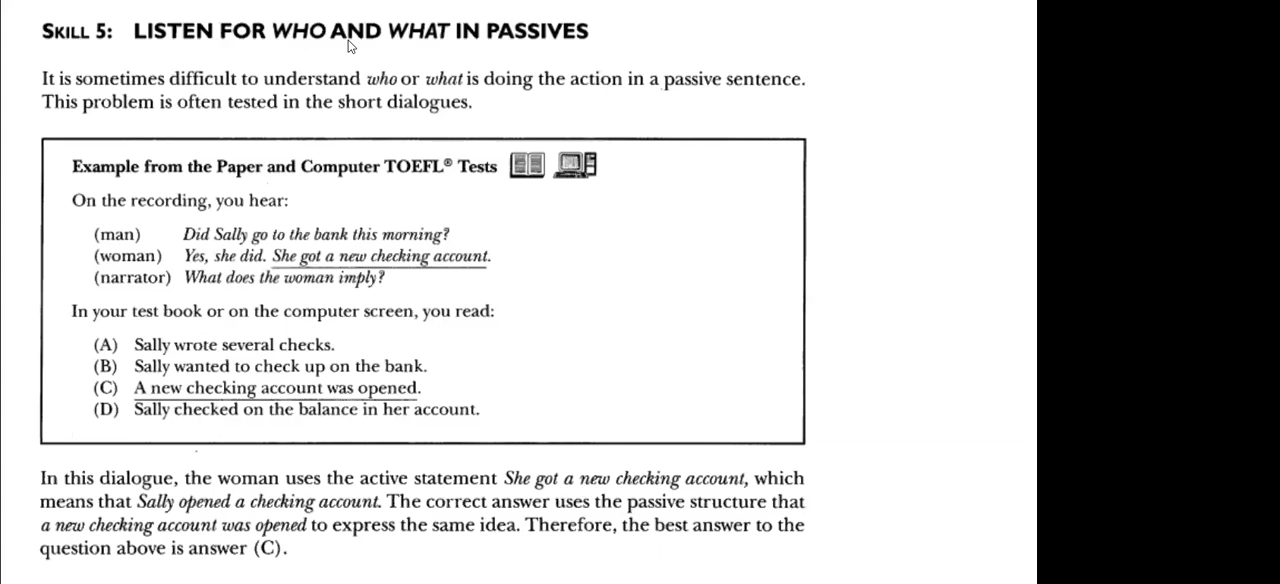 SKILL 5: LISTEN FOR WHO AND WHAT IN PASSIVES
It is sometimes difficult to understand who or what is doing the action in a passive sentence.
This problem is often tested in the short dialogues.
Example from the Paper and Computer TOEFL® Tests
On the recording, you hear:
(man) Did Sally go to the bank this morning?
(woman) Yes, she did. She got a new checking account.
(narrator) What does the woman imply?
In your test book or on the computer screen, you read:
(A) Sally wrote several checks.
(B) Sally wanted to check up on the bank.
(C) A new checking account was opened.
(D) Sally checked on the balance in her account.
In this dialogue, the woman uses the active statement She got a new checking account, which
means that Sally opened a checking account. The correct answer uses the passive structure that
a new checking account was opened to express the same idea. Therefore, the best answer to the
question above is answer (C).